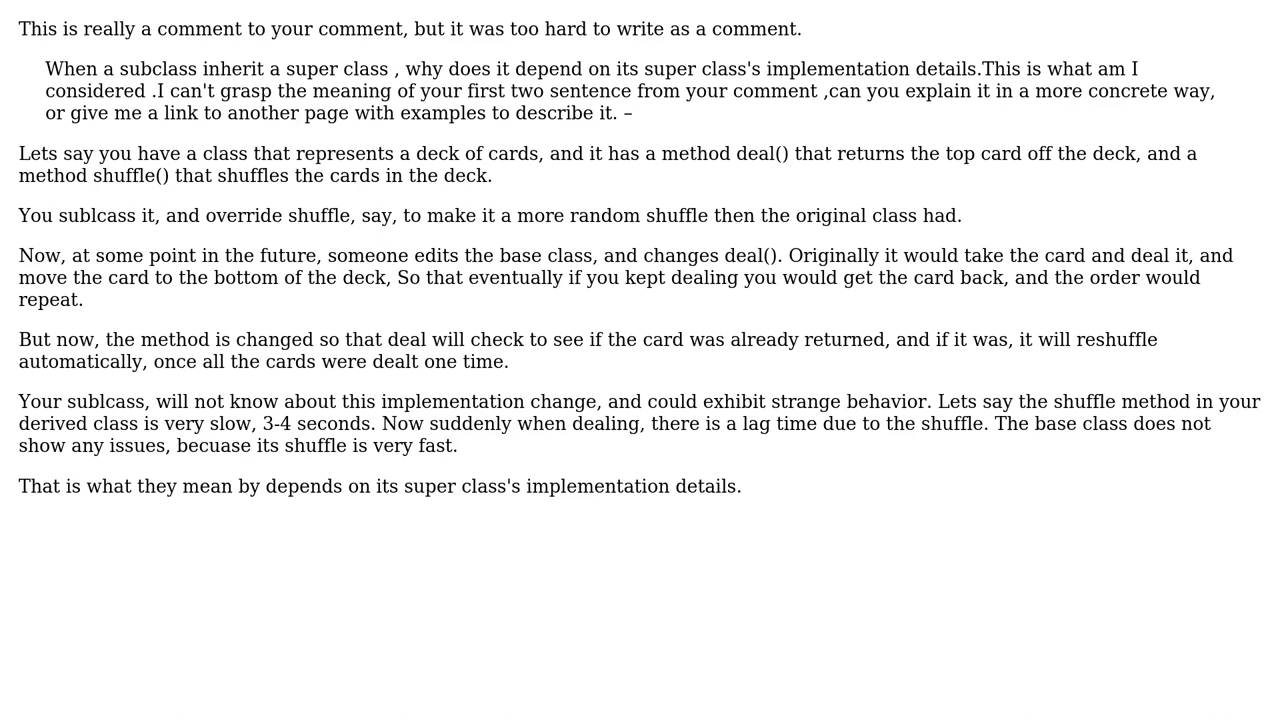 This is really a comment to your comment, but it was too hard to write as a comment.
When a subclass inherit a super class , why does it depend on its super class's implementation details.This is what am I
considered .I can't grasp the meaning of your first two sentence from your comment ,can you explain it in a more concrete way,
or give me a link to another page with examples to describe it. –
Lets say you have a class that represents a deck of cards, and it has a method deal() that returns the top card off the deck, and a
method shuffle() that shuffles the cards in the deck.
You sublcass it, and override shuffle, say, to make it a more random shuffle then the original class had.
Now, at some point in the future, someone edits the base class, and changes deal(). Originally it would take the card and deal it, and
move the card to the bottom of the deck, So that eventually if you kept dealing you would get the card back, and the order would
repeat.
But now, the method is changed so that deal will check to see if the card was already returned, and if it was, it will reshuffle
automatically, once all the cards were dealt one time.
Your sublcass, will not know about this implementation change, and could exhibit strange behavior. Lets say the shuffle method in your
derived class is very slow, 3-4 seconds. Now suddenly when dealing, there is a lag time due to the shuffle. The base class does not
show any issues, becuase its shuffle is very fast.
That is what they mean by depends on its super class's implementation details.